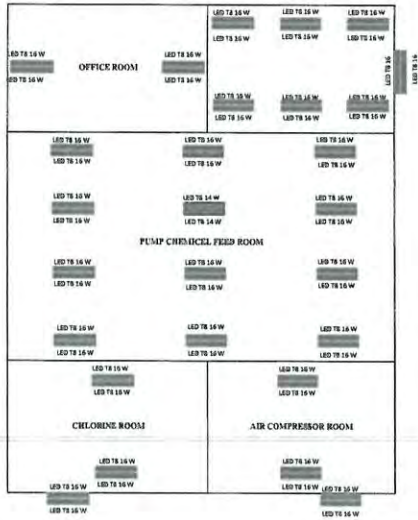 LED T8 16 W LED T8 16 W LED T8 16 W
LED T8 16 W LED T8 16 W LED T8 16 W
LED T8 16 W LED T8 16 W
OFFICE ROOM
LED T8 16 W LED T8 16 W
LED T8 16
LED T8 16
LED T8 16 W LED T8 16 W LED T8 16 W
LED T8 16 W LED T8 16 W LED T8 16 W
LED T8 16 W LED T8 16 W LED T8 16 W
LED T8 16 W LED T8 16 W LED T8 16 W
LED T8 16 W LED T8 14 W LED T8 16 W
LED T8 16 W LED T8 14 W LED T8 16 W
PUMP CHEMICEL FEED ROOM
LED T8 16 W LED T8 16 W LED T8 16 W
LED T8 16 W LED T8 16 W LED T8 16 W
LED T8 16 W LED T8 16 W LED T8 16 W
LED T8 16 W LED T8 16 W LED T8 16 W
LED T8 16 W LED T8 16 W
LED T8 16 W LED T8 16 W
CHLORINE ROOM AIR COMPRESSOR ROOM
LED T8 16 W LED T8 16 W
LED T8 16 W LED T8 16 W LED T8 16 W LED T8 16 W
LED T8 16 W LED T8 16 W